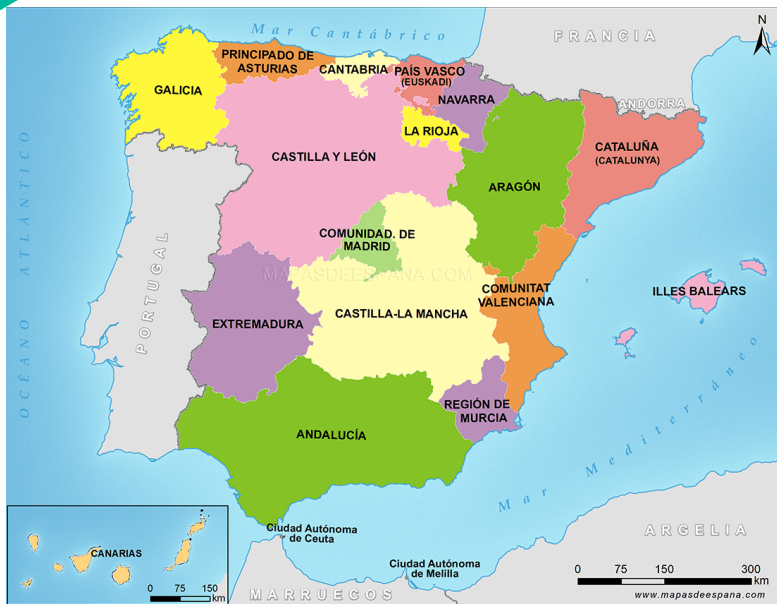 Mar Cantábrico
FRANCIA
N
PRINCIPADO DE
ASTURIAS
CANTABRIA
PAÍS VASCO
(EUSKADI)
GALICIA
NAVARRA
ANDORRA
LA RIOJA
CATALUÑA
(CATALUNYA)
CASTILLA Y LEÓN
ARAGÓN
OCÉANO ATLÁNTICO
COMUNIDAD. DE
MADRID
MAPASDEESPANA.COM
PORTUGAL
COMUNITAT
VALENCIANA
ILLES BALEARS
EXTREMADURA
CASTILLA-LA MANCHA
REGIÓN DE
MURCIA
ANDALUCÍA
Mar Mediterráneo
Ciudad Autónoma
de Ceuta
CANARIAS
0 75 150
km
Ciudad Autónoma
de Melilla
MARRUECOS
ARGELIA
0 75 150 300
km
www.mapasdeespana.com